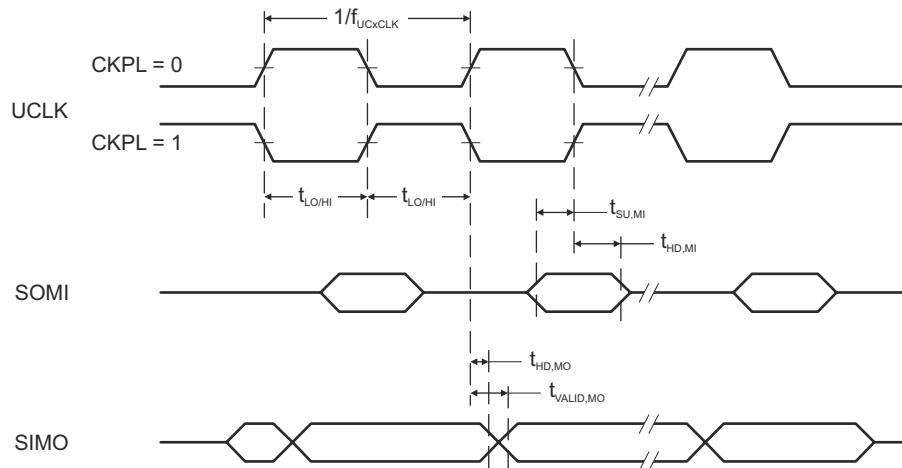 1/fUCxCLK
CKPL = 0
UCLK
CKPL = 1
tLO/HI tLO/HI
tSU,MI
tHD,MI
SOMI
tHD,MO
tVALID,MO
SIMO